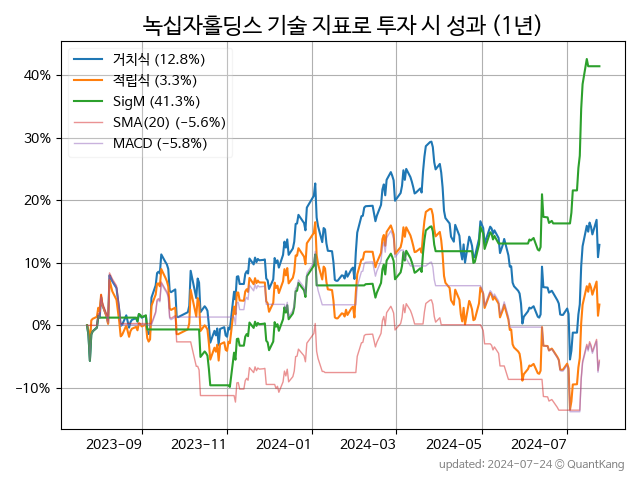 녹십자홀딩스 기술 지표로 투자 시 성과 (1년)
거치식 (12.8%)
적립식 (3.3%)
SigM (41.3%)
SMA(20) (−5.6%)
MACD (−5.8%)
40%
30%
20%
10%
0%
−10%
2023−09 2023−11 2024−01 2024−03 2024−05 2024−07
updated: 2024-07-24 © QuantKang